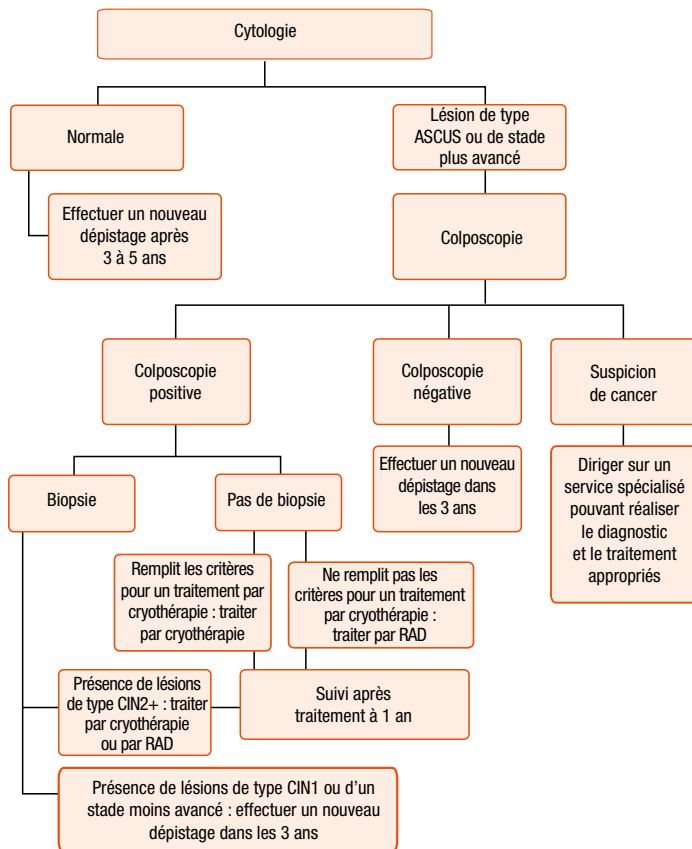 Cytologie
Normale
Lésion de type
ASCUS ou de stade
plus avancé
Effectuer un nouveau
dépistage après
3 à 5 ans
Colposcopie
Colposcopie
positive
Colposcopie
négative
Suspicion
de cancer
Effectuer un nouveau
dépistage dans
les 3 ans
Diriger sur un
service spécialisé
pouvant réaliser
le diagnostic
et le traitement
appropriés
Biopsie
Pas de biopsie
Remplit les critères
pour un traitement par
cryothérapie : traiter
par cryothérapie
Ne remplit pas les
critères pour un traitement
par cryothérapie :
traiter par RAD
Présence de lésions
de type CIN2+ : traiter
par cryothérapie
ou par RAD
Suivi après
traitement à 1 an
Présence de lésions de type CIN1 ou d’un
stade moins avancé : effectuer un nouveau
dépistage dans les 3 ans